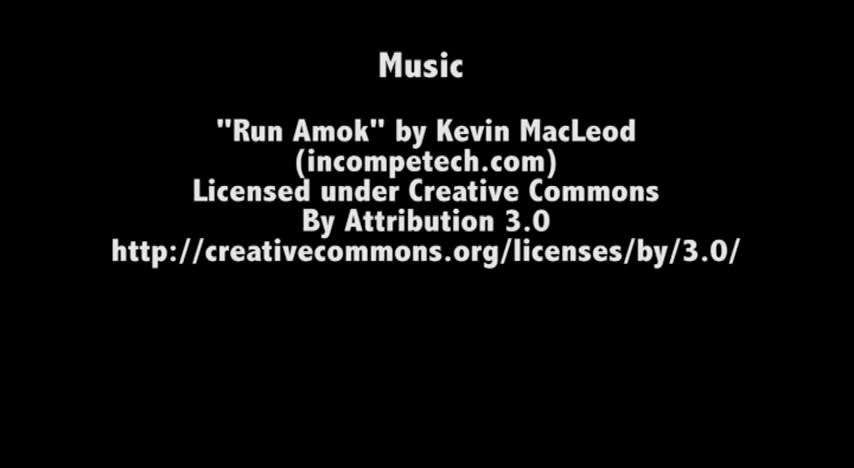 Music
"Run Amok" by Kevin MacLeod
(incompetech.com)
Licensed under Creative Commons
By Attribution 3.0
http://creativecommons.org/licenses/by/3.0/